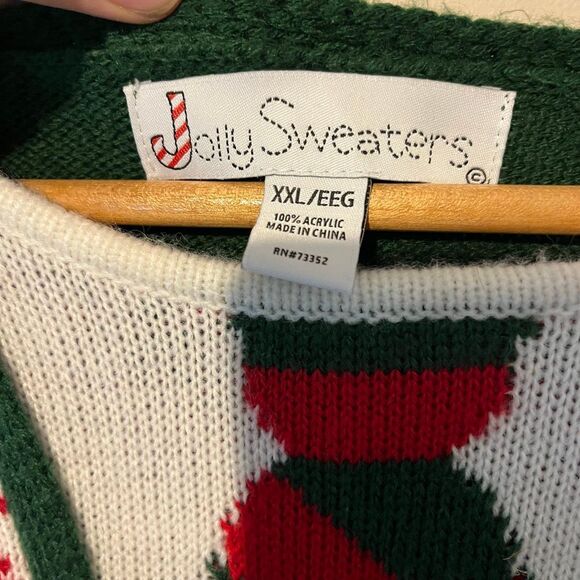 Jolly Sweaters ©
XXL/EEG
100% ACRYLIC
MADE IN CHINA
RN#73352